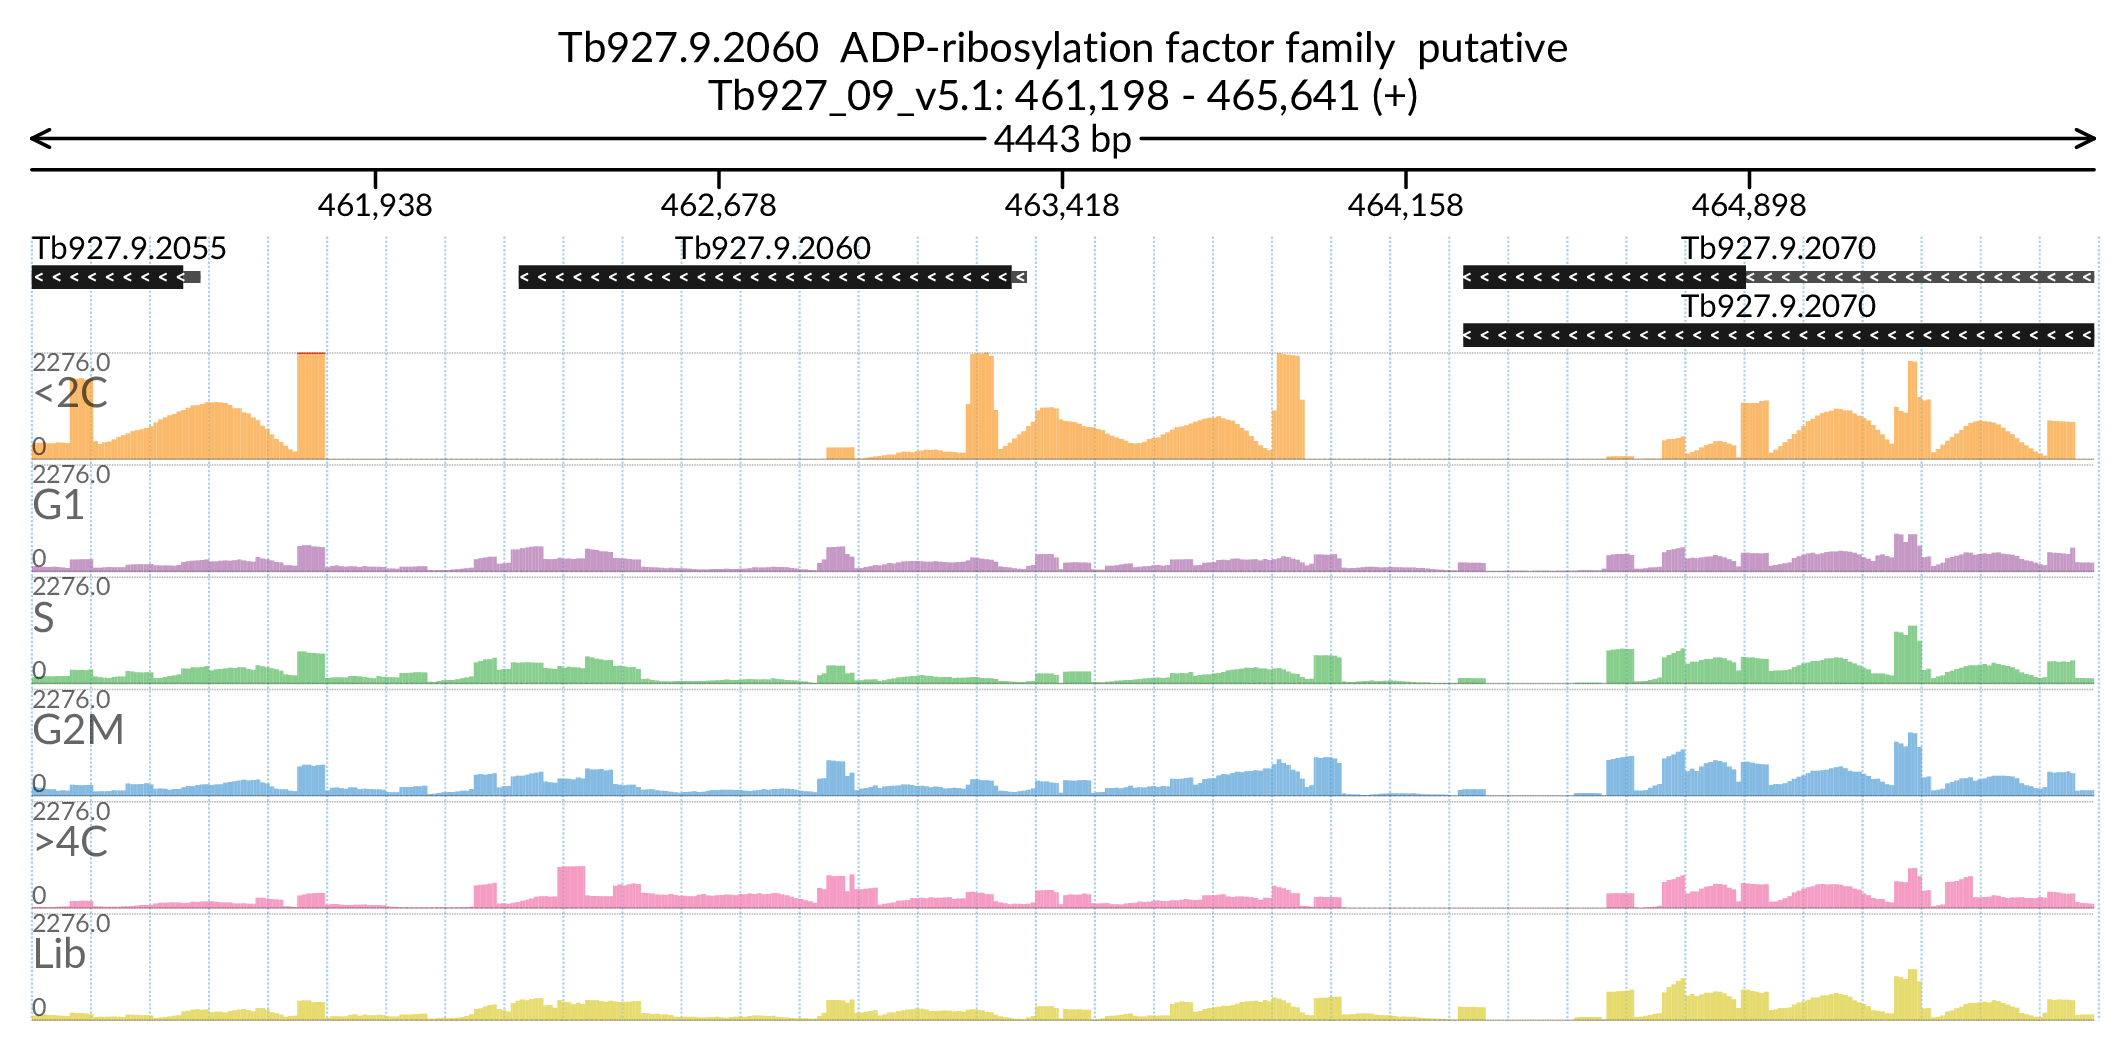 Tb927.9.2060  ADP-ribosylation factor family  putative
Tb927_09_v5.1: 461,198 - 465,641 (+)
4443 bp
461,938 462,678 463,418 464,158 464,898
Tb927.9.2055 Tb927.9.2060 Tb927.9.2070
Tb927.9.2070
2276.0
<2C
0
2276.0
G1
0
2276.0
S
0
2276.0
G2M
0
2276.0
>4C
0
2276.0
Lib
0